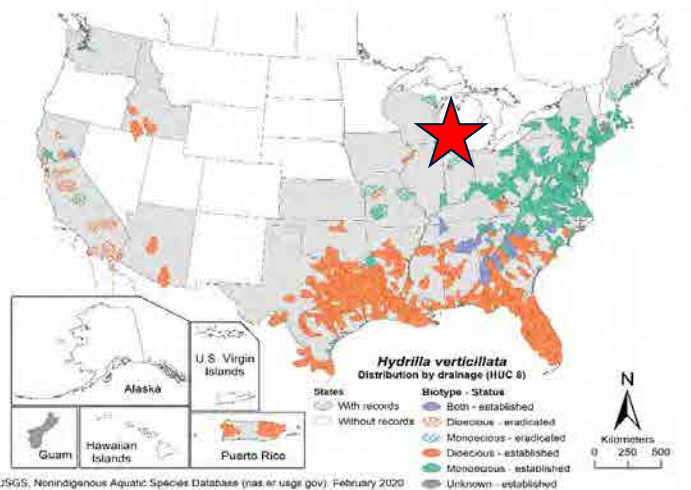 Alaska
U.S. Virgin
Islands
Guam
Hawaiian
Islands
Puerto Rico
Hydrilla verticillata
Distribution by drainage (HUC 8)
States
With records
Without records
Biotype - Status
Both - established
Dioecious - eradicated
Monoecious - eradicated
Dioecious - established
Monoecious - established
Unknown - established
N
Kilometers
0 250 500
USGS, Nonindigenous Aquatic Species Database (nas.er.usgs.gov). February 2020